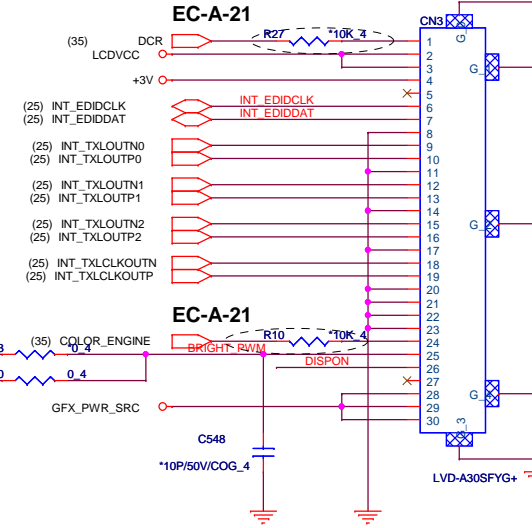 EC-A-21
CN3
(35) DCR R27 *10K_4 1
LCDVCC 2
3
+3V 4
5
(25) INT_EDIDCLK INT_EDIDCLK 6
(25) INT_EDIDDAT INT_EDIDDAT 7
8
(25) INT_TXLOUTN0 9
(25) INT_TXLOUTP0 10
11
(25) INT_TXLOUTN1 12
(25) INT_TXLOUTP1 13
14
(25) INT_TXLOUTN2 15
(25) INT_TXLOUTP2 16
17
(25) INT_TXLCLKOUTN 18
(25) INT_TXLCLKOUTP 19
20
21
EC-A-21 22
23
(35) COLOR_ENGINE R10 *10K_4 24
*0_4 BRIGHT_PWM 25
DISPON 26
0_4 27
28
GFX_PWR_SRC 29
30
C548
*10P/50V/COG_4
G_3
LVD-A30SFYG+